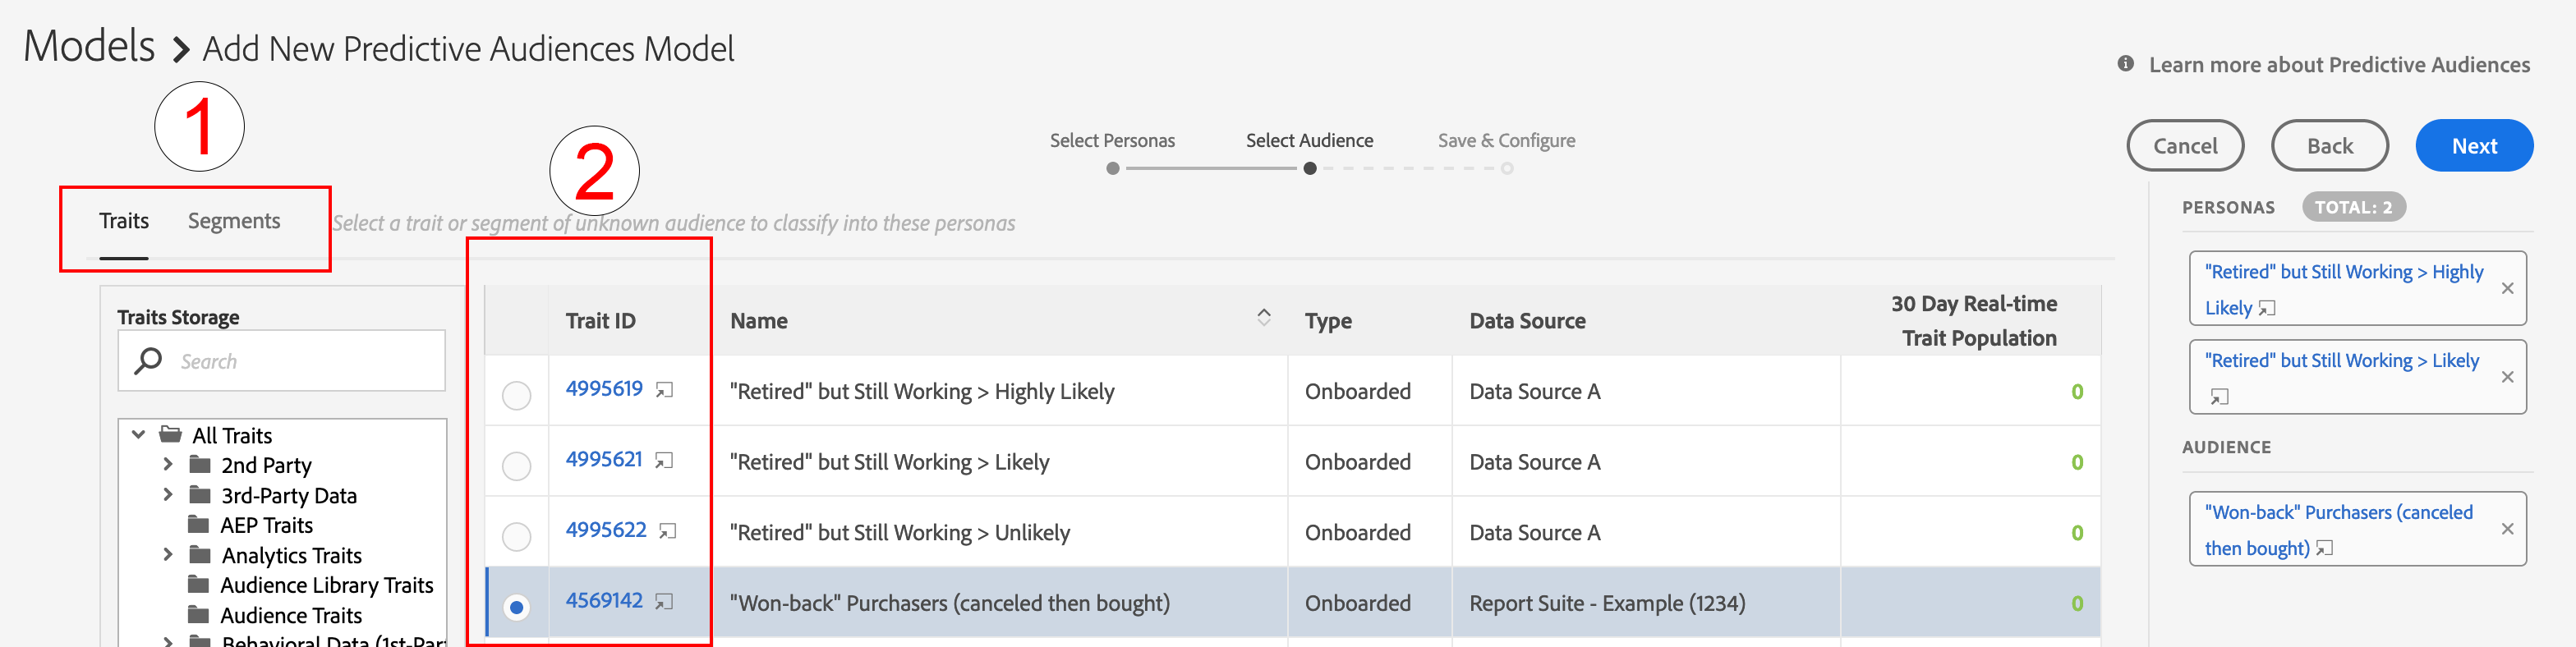 Models > Add New Predictive Audiences Model
Learn more about Predictive Audiences
1
2
Select Personas
Select Audience
Save & Configure
Cancel
Back
Next
Traits
Segments
Select a trait or segment of unknown audience to classify into these personas
Traits Storage
Search
All Traits
2nd Party
3rd-Party Data
AEP Traits
Analytics Traits
Audience Library Traits
Audience Traits
Behavioral Data (1st-Par
Trait ID
Name
Type
Data Source
30 Day Real-time
Trait Population
4995619 "Retired" but Still Working > Highly Likely Onboarded Data Source A 0
4995621 "Retired" but Still Working > Likely Onboarded Data Source A 0
4995622 "Retired" but Still Working > Unlikely Onboarded Data Source A 0
4569142 "Won-back" Purchasers (canceled then bought) Onboarded Report Suite - Example (1234) 0
PERSONAS TOTAL: 2
"Retired" but Still Working > Highly
Likely
"Retired" but Still Working > Likely
AUDIENCE
"Won-back" Purchasers (canceled
then bought)